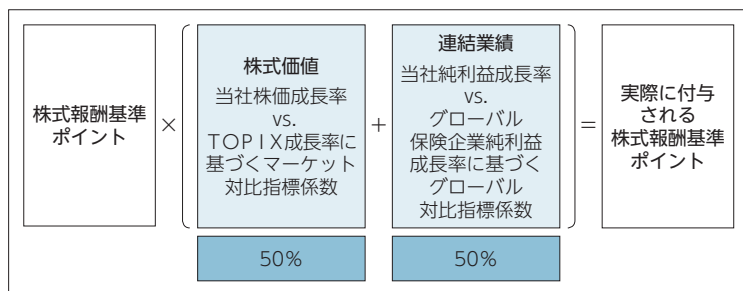 株式報酬基準
ポイント
×
株式価値
当社株価成長率
vs.
TOPIX成長率に
基づくマーケット
対比指標係数
50%
+
連結業績
当社純利益成長率
vs.
グローバル
保険企業純利益
成長率に基づく
グローバル
対比指標係数
50%
=
実際に付与
される
株式報酬基準
ポイント